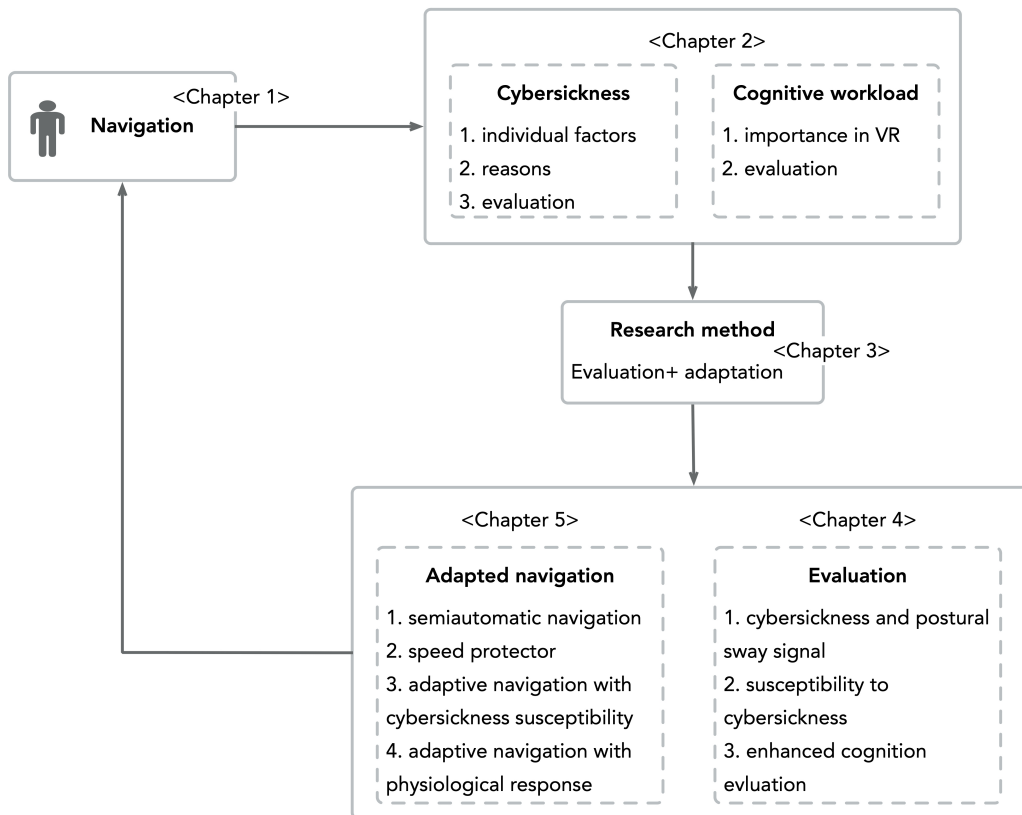 <Chapter 1>
Navigation
<Chapter 2>
Cybersickness
1. individual factors
2. reasons
3. evaluation
Cognitive workload
1. importance in VR
2. evaluation
Research method
<Chapter 3>
Evaluation+ adaptation
<Chapter 5>
Adapted navigation
1. semiautomatic navigation
2. speed protector
3. adaptive navigation with
cybersickness susceptibility
4. adaptive navigation with
physiological response
<Chapter 4>
Evaluation
1. cybersickness and postural
sway signal
2. susceptibility to
cybersickness
3. enhanced cognition
evluation